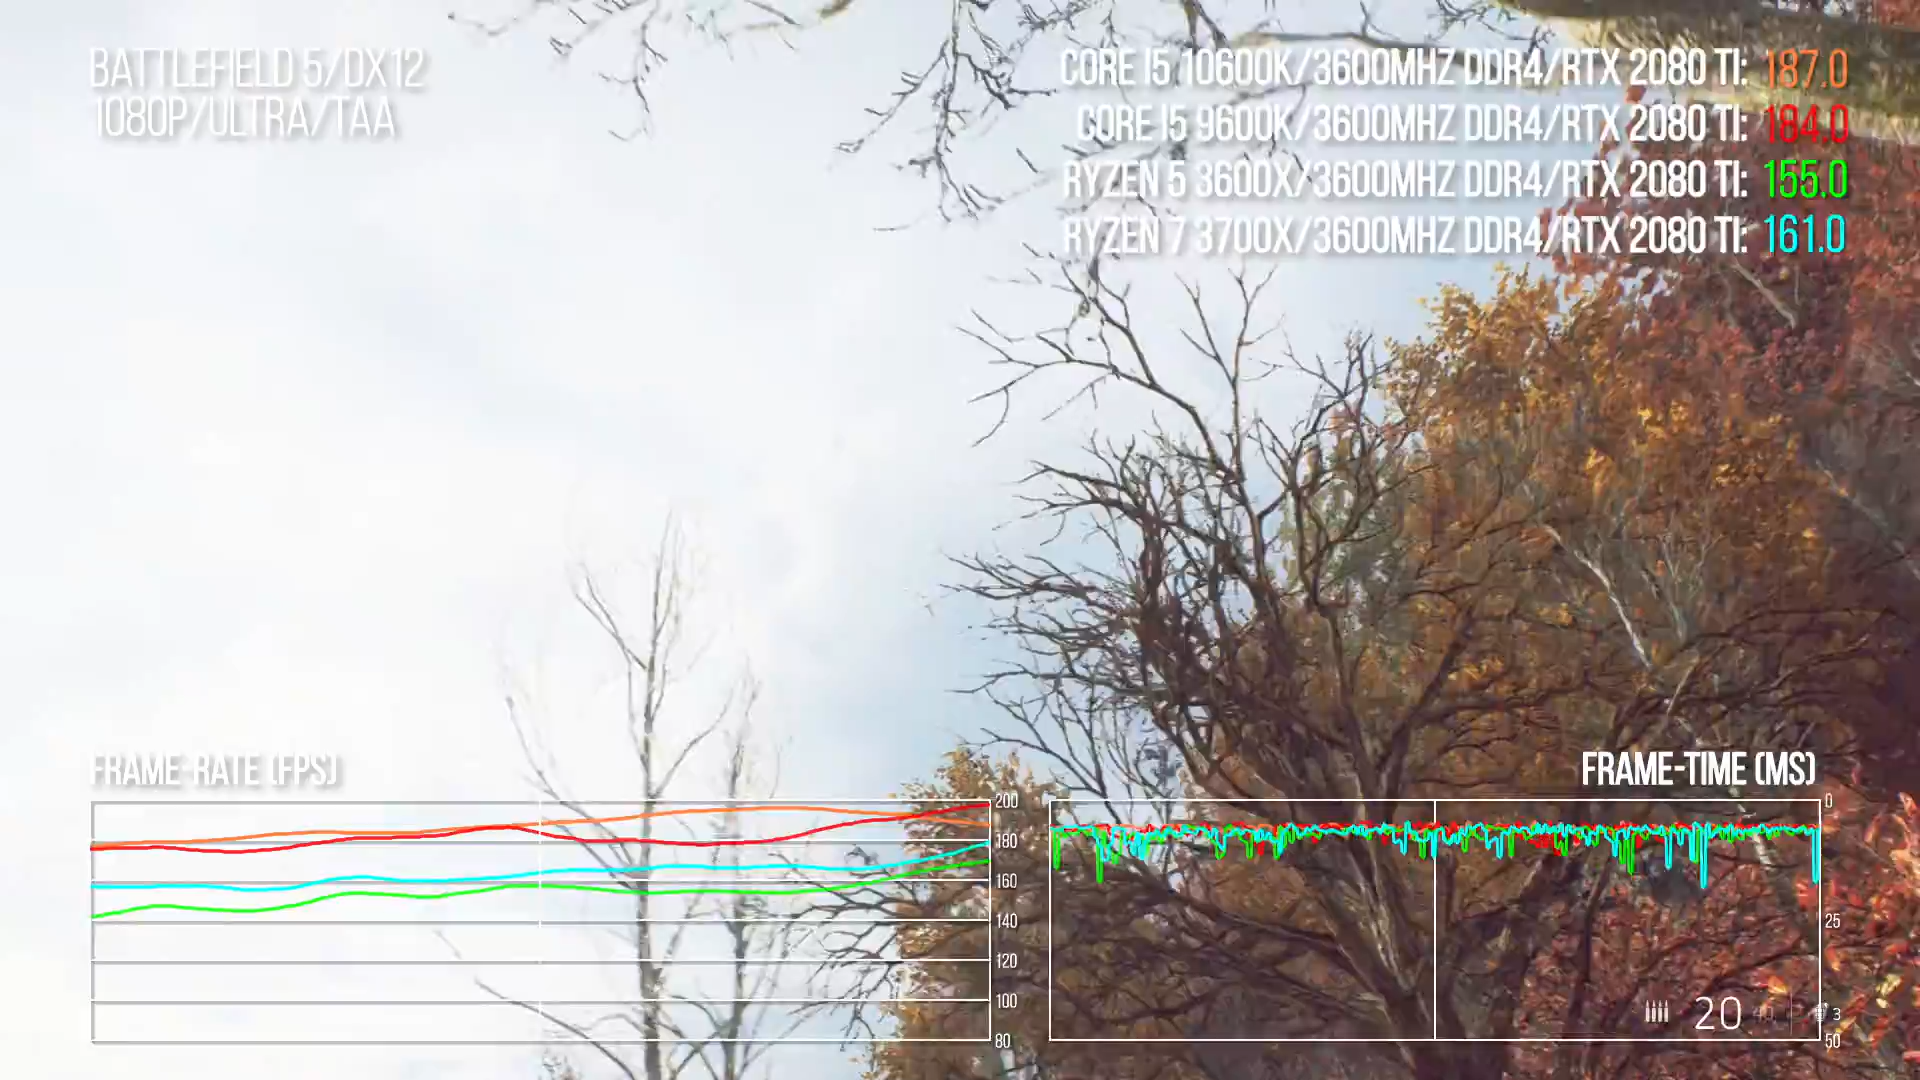 BATTLEFIELD 5/DX12
1080P/ULTRA/TAA
CORE I5 10600K/3600MHZ DDR4/RTX 2080 TI: 187.0
CORE I5 9600K/3600MHZ DDR4/RTX 2080 TI: 184.0
RYZEN 5 3600X/3600MHZ DDR4/RTX 2080 TI: 155.0
RYZEN 7 3700X/3600MHZ DDR4/RTX 2080 TI: 161.0
FRAME-RATE (FPS)
200
180
160
140
120
100
80
FRAME-TIME (MS)
0
25
50
20
3